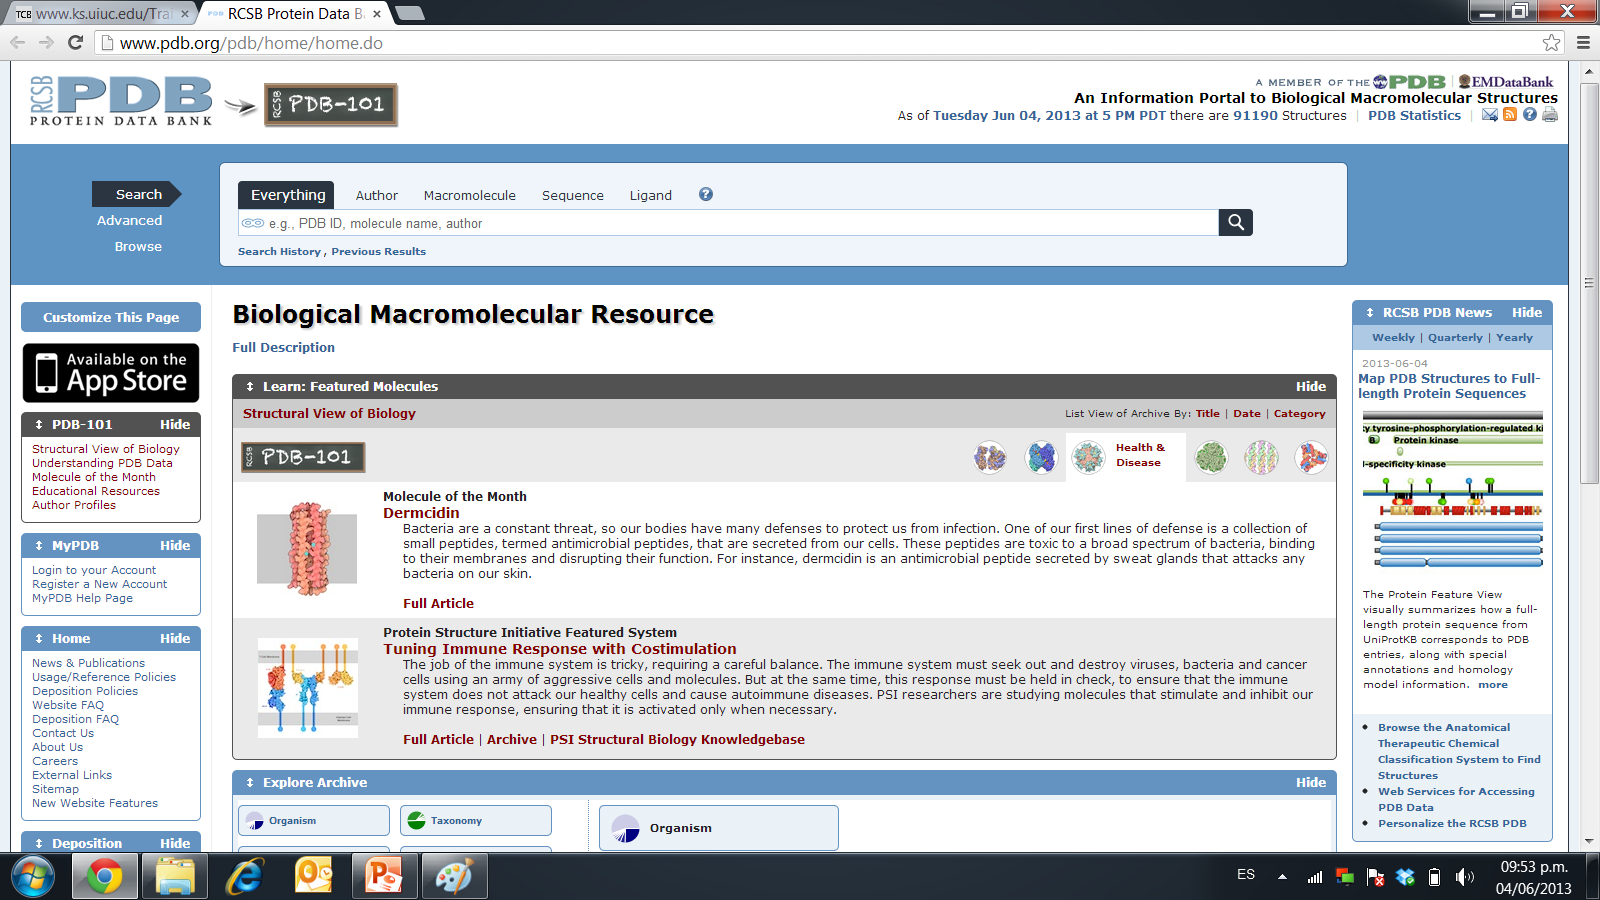 TCB www.ks.uiuc.edu/Trai
RCSB Protein Data B
www.pdb.org/pdb/home/home.do
RCSB PDB
PROTEIN DATA BANK
RCSB PDB-101
A MEMBER OF THE PDB | EMDataBank
An Information Portal to Biological Macromolecular Structures
As of Tuesday Jun 04, 2013 at 5 PM PDT there are 91190 Structures | PDB Statistics |
Search
Advanced
Browse
Everything Author Macromolecule Sequence Ligand ?
e.g., PDB ID, molecule name, author
Search History , Previous Results
Customize This Page
Available on the
App Store
PDB-101 Hide
Structural View of Biology
Understanding PDB Data
Molecule of the Month
Educational Resources
Author Profiles
MyPDB Hide
Login to your Account
Register a New Account
MyPDB Help Page
Home Hide
News & Publications
Usage/Reference Policies
Deposition Policies
Website FAQ
Deposition FAQ
Contact Us
About Us
Careers
External Links
Sitemap
New Website Features
Deposition Hide
Biological Macromolecular Resource
Full Description
Learn: Featured Molecules Hide
Structural View of Biology
List View of Archive By: Title | Date | Category
RCSB PDB-101
Health &
Disease
Molecule of the Month
Dermcidin
Bacteria are a constant threat, so our bodies have many defenses to protect us from infection. One of our first lines of defense is a collection of
small peptides, termed antimicrobial peptides, that are secreted from our cells. These peptides are toxic to a broad spectrum of bacteria, binding
to their membranes and disrupting their function. For instance, dermcidin is an antimicrobial peptide secreted by sweat glands that attacks any
bacteria on our skin.
Full Article
Protein Structure Initiative Featured System
Tuning Immune Response with Costimulation
The job of the immune system is tricky, requiring a careful balance. The immune system must seek out and destroy viruses, bacteria and cancer
cells using an army of aggressive cells and molecules. But at the same time, this response must be held in check, to ensure that the immune
system does not attack our healthy cells and cause autoimmune diseases. PSI researchers are studying molecules that stimulate and inhibit our
immune response, ensuring that it is activated only when necessary.
Full Article | Archive | PSI Structural Biology Knowledgebase
Explore Archive Hide
Organism
Taxonomy
Organism
RCSB PDB News Hide
Weekly | Quarterly | Yearly
2013-06-04
Map PDB Structures to Full-
length Protein Sequences
ty tyrosine-phosphorylation-regulated ki
B Protein kinase
l-specificity kinase
The Protein Feature View
visually summarizes how a full-
length protein sequence from
UniProtKB corresponds to PDB
entries, along with special
annotations and homology
model information. more
Browse the Anatomical
Therapeutic Chemical
Classification System to Find
Structures
Web Services for Accessing
PDB Data
Personalize the RCSB PDB
ES
09:53 p.m.
04/06/2013